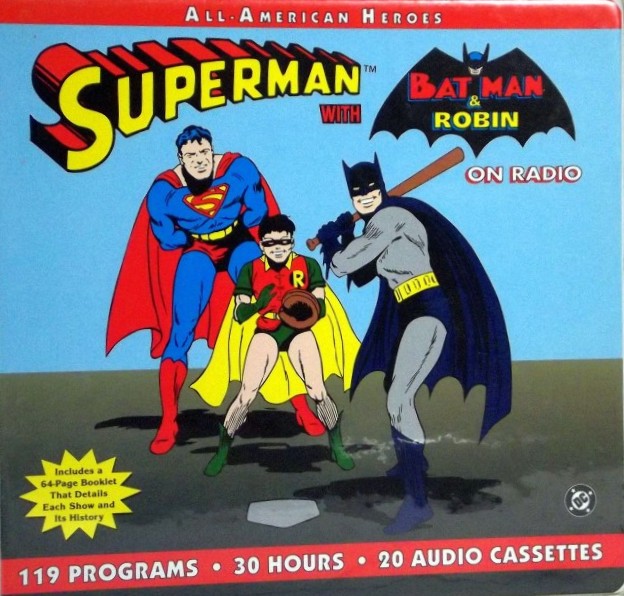 ALL-AMERICAN HEROES
SUPERMAN™
WITH
BATMAN
&
ROBIN
ON RADIO
R
Includes a
64-Page Booklet
That Details
Each Show and
Its History
DC
119 PROGRAMS • 30 HOURS • 20 AUDIO CASSETTES